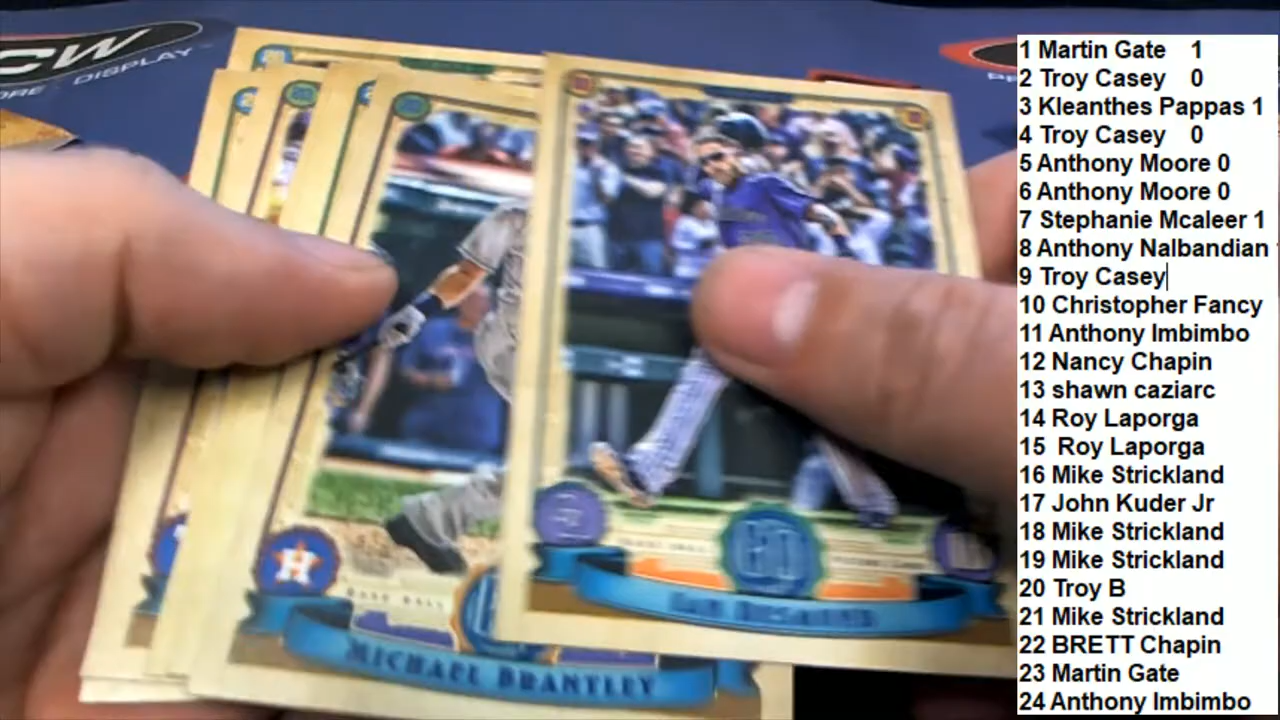 CW
DISPLAY
H
BASE BALL
MICHAEL BRANTLEY
IAN DESMOND
1 Martin Gate 1
2 Troy Casey 0
3 Kleanthes Pappas 1
4 Troy Casey 0
5 Anthony Moore 0
6 Anthony Moore 0
7 Stephanie Mcaleer 1
8 Anthony Nalbandian
9 Troy Casey
10 Christopher Fancy
11 Anthony Imbimbo
12 Nancy Chapin
13 shawn caziarc
14 Roy Laporga
15 Roy Laporga
16 Mike Strickland
17 John Kuder Jr
18 Mike Strickland
19 Mike Strickland
20 Troy B
21 Mike Strickland
22 BRETT Chapin
23 Martin Gate
24 Anthony Imbimbo